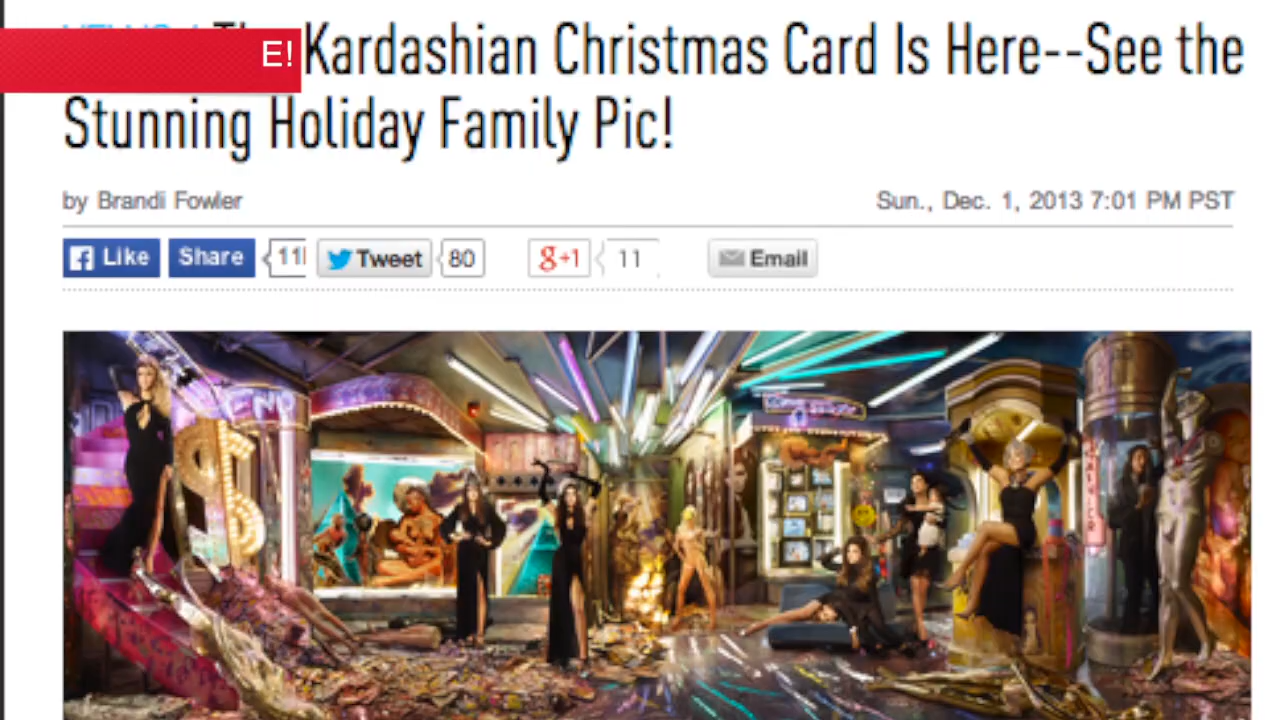 E!
Kardashian Christmas Card Is Here--See the
Stunning Holiday Family Pic!
by Brandi Fowler
Sun., Dec. 1, 2013 7:01 PM PST
Like Share Tweet 80 g+1 11 Email
$